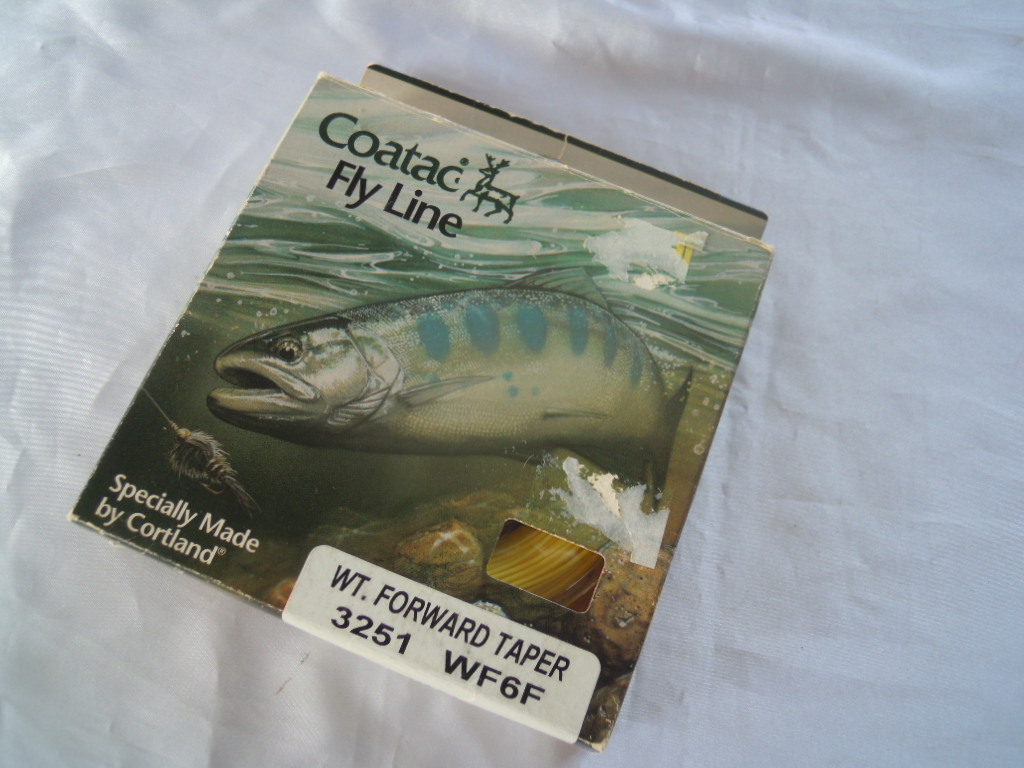 Coatac
Fly Line
Specially Made
by Cortland®
WT. FORWARD TAPER
3251 WF6F